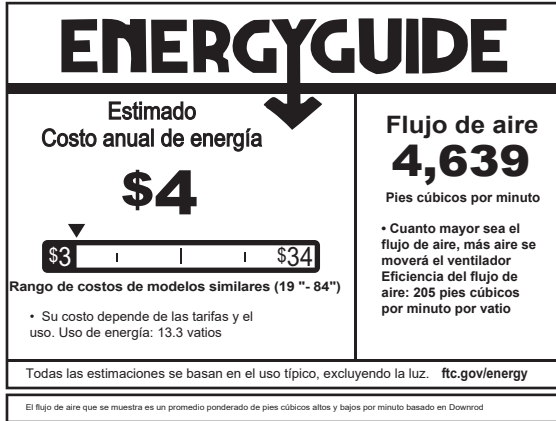 ENERGYGUIDE
Estimado
Costo anual de energía
$4
$3 $34
Rango de costos de modelos similares (19 "- 84")
• Su costo depende de las tarifas y el
uso. Uso de energía: 13.3 vatios
Flujo de aire
4,639
Pies cúbicos por minuto
• Cuanto mayor sea el
flujo de aire, más aire se
moverá el ventilador
Eficiencia del flujo de
aire: 205 pies cúbicos
por minuto por vatio
Todas las estimaciones se basan en el uso típico, excluyendo la luz. ftc.gov/energy
El flujo de aire que se muestra es un promedio ponderado de pies cúbicos altos y bajos por minuto basado en Downrod